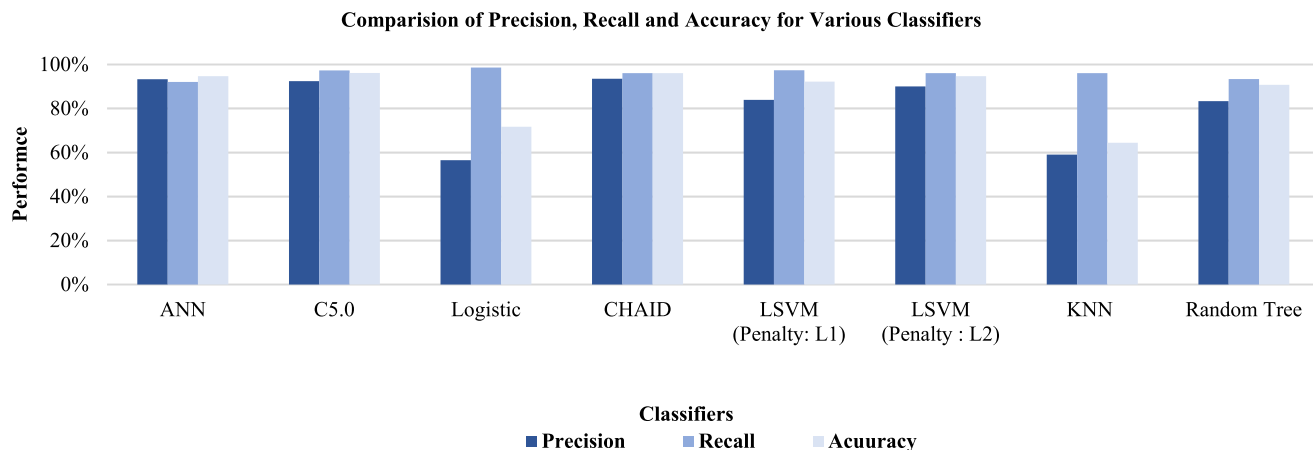 Comparision of Precision, Recall and Accuracy for Various Classifiers
Performce
100%
80%
60%
40%
20%
0%
ANN
C5.0
Logistic
CHAID
LSVM
(Penalty: L1)
LSVM
(Penalty : L2)
KNN
Random Tree
Classifiers
Precision
Recall
Acuuracy